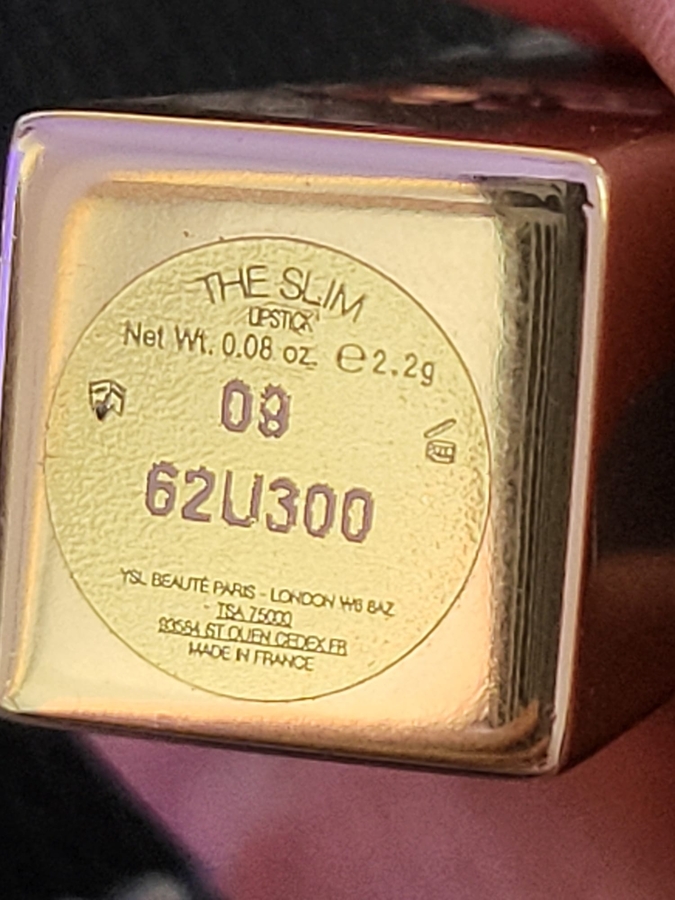 THE SLIM
LIPSTICK
Net Wt. 0.08 oz. ℮ 2.2g
09
62U300
YSL BEAUTÉ PARIS - LONDON W6 8AZ
TSA 75000
93584 ST OUEN CEDEX FR
MADE IN FRANCE